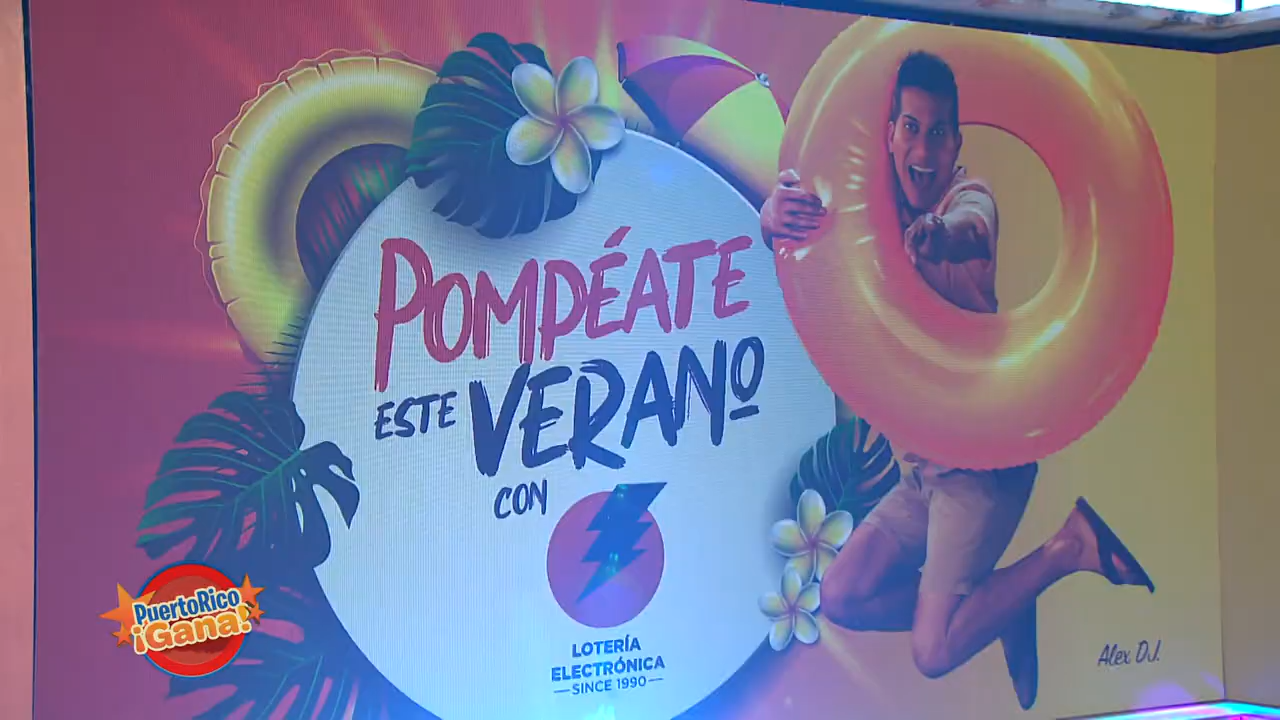 POMPÉATE
ESTE VERANO
CON
LOTERÍA
ELECTRÓNICA
SINCE 1990
Alex DJ.
PuertoRico
¡Gana!